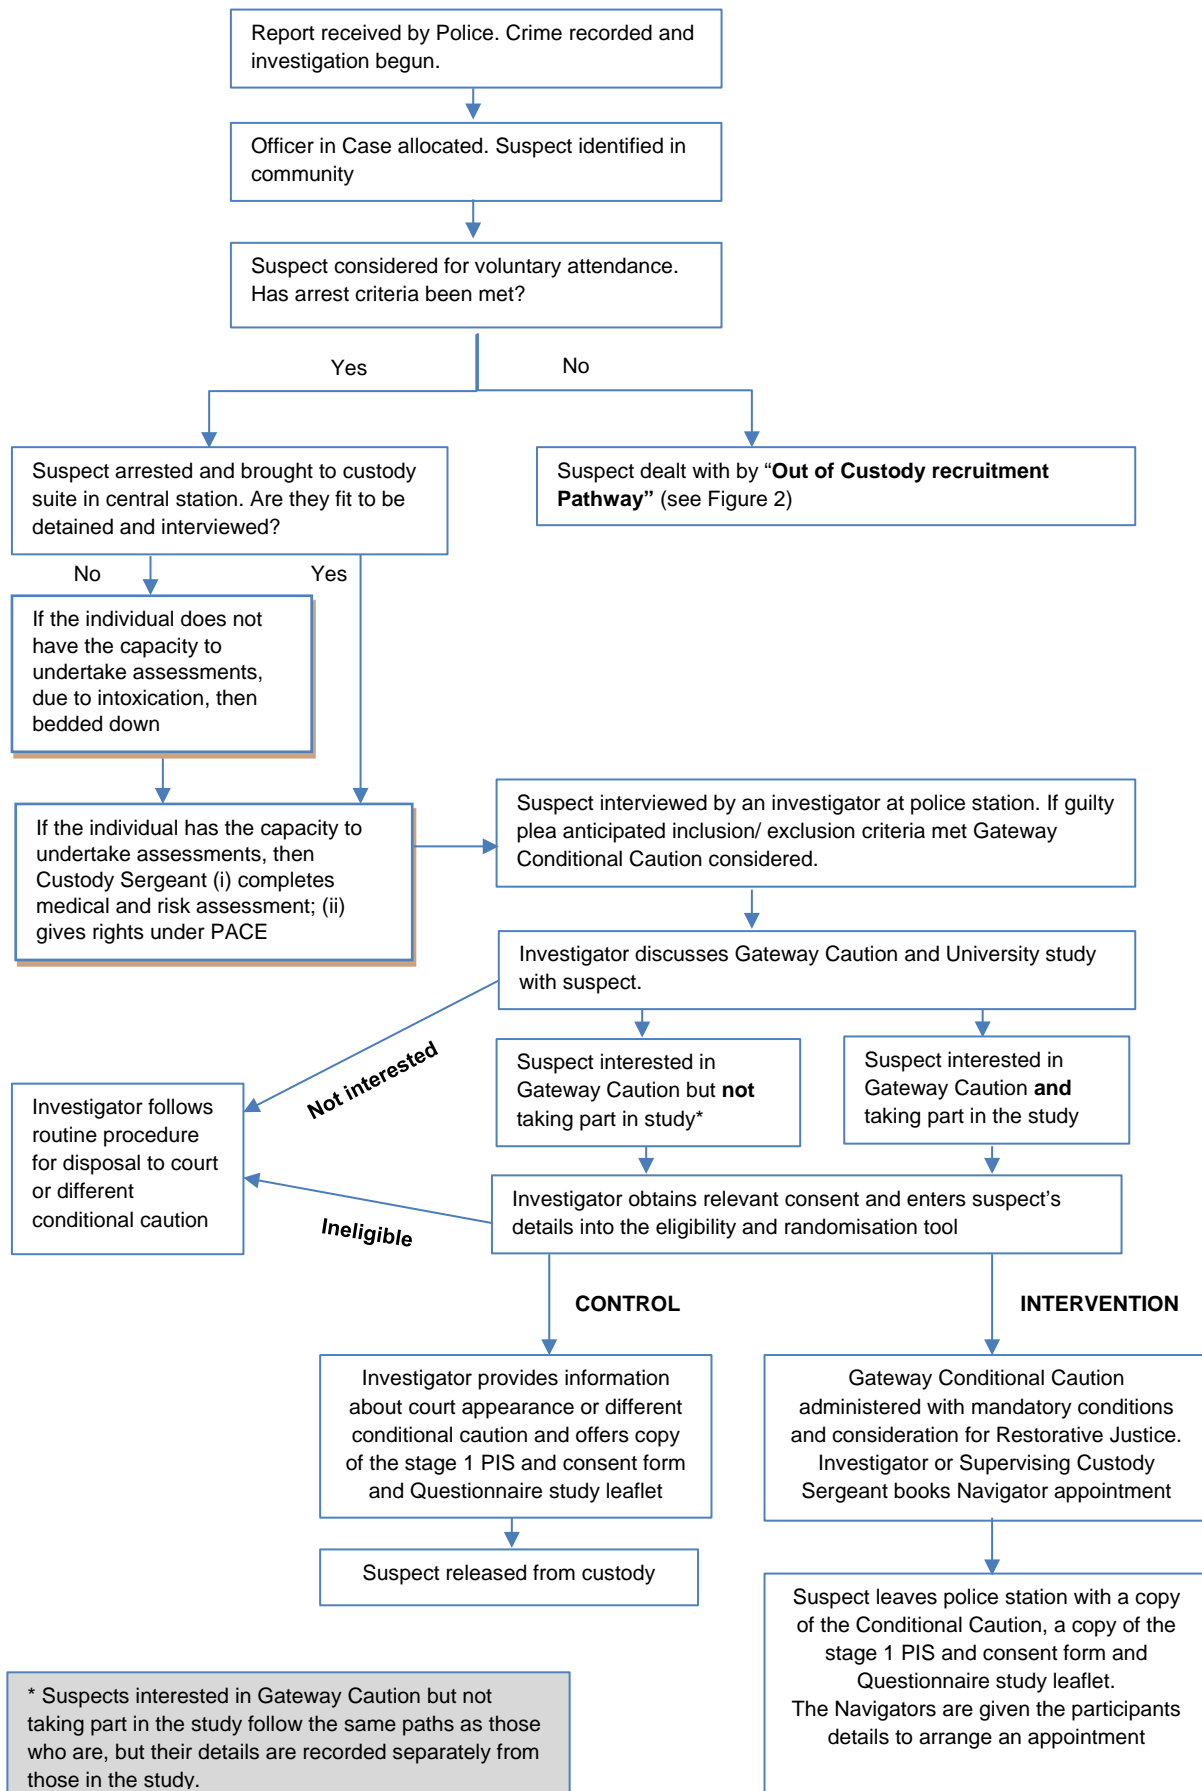 Report received by Police. Crime recorded and
investigation begun.
Officer in Case allocated. Suspect identified in
community
Suspect considered for voluntary attendance.
Has arrest criteria been met?
Yes
No
Suspect arrested and brought to custody
suite in central station. Are they fit to be
detained and interviewed?
Suspect dealt with by “Out of Custody recruitment
Pathway” (see Figure 2)
No
Yes
If the individual does not
have the capacity to
undertake assessments,
due to intoxication, then
bedded down
If the individual has the capacity to
undertake assessments, then
Custody Sergeant (i) completes
medical and risk assessment; (ii)
gives rights under PACE
Suspect interviewed by an investigator at police station. If guilty
plea anticipated inclusion/ exclusion criteria met Gateway
Conditional Caution considered.
Investigator discusses Gateway Caution and University study
with suspect.
Not interested
Suspect interested in
Gateway Caution but not
taking part in study*
Suspect interested in
Gateway Caution and
taking part in the study
Investigator follows
routine procedure
for disposal to court
or different
conditional caution
Investigator obtains relevant consent and enters suspect’s
details into the eligibility and randomisation tool
Ineligible
CONTROL
INTERVENTION
Investigator provides information
about court appearance or different
conditional caution and offers copy
of the stage 1 PIS and consent form
and Questionnaire study leaflet
Gateway Conditional Caution
administered with mandatory conditions
and consideration for Restorative Justice.
Investigator or Supervising Custody
Sergeant books Navigator appointment
Suspect released from custody
Suspect leaves police station with a copy
of the Conditional Caution, a copy of the
stage 1 PIS and consent form and
Questionnaire study leaflet.
The Navigators are given the participants
details to arrange an appointment
* Suspects interested in Gateway Caution but not
taking part in the study follow the same paths as those
who are, but their details are recorded separately from
those in the study.